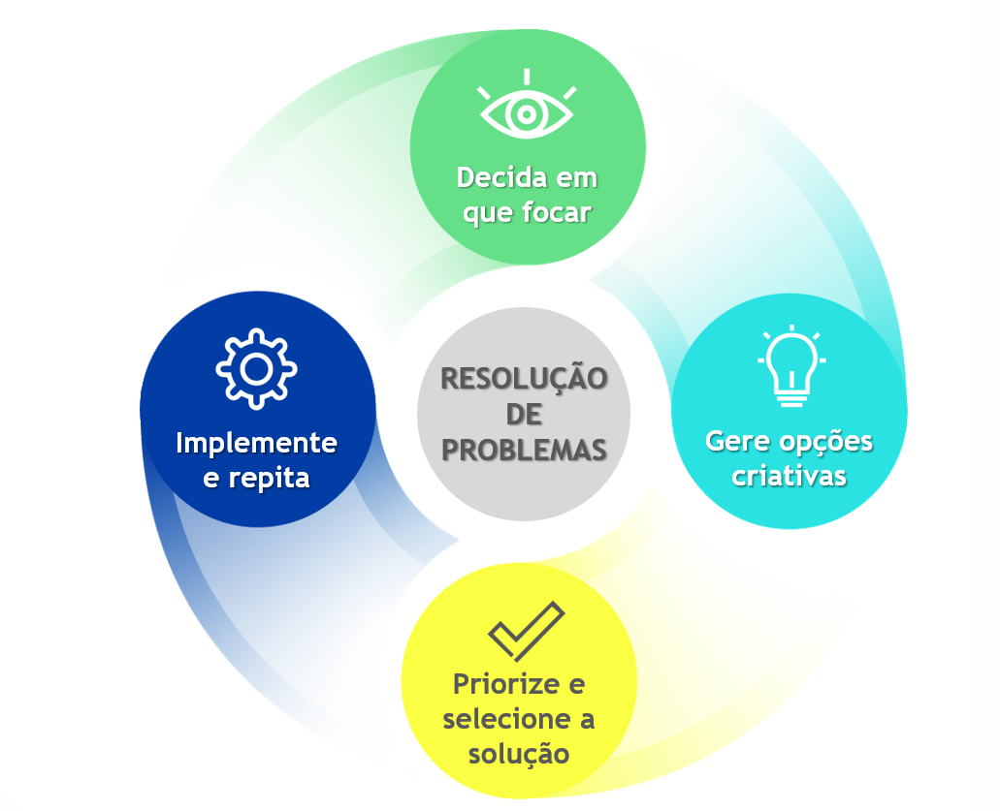 Decida em
que focar
RESOLUÇÃO
DE
PROBLEMAS
Gere opções
criativas
Priorize e
selecione a
solução
Implemente
e repita